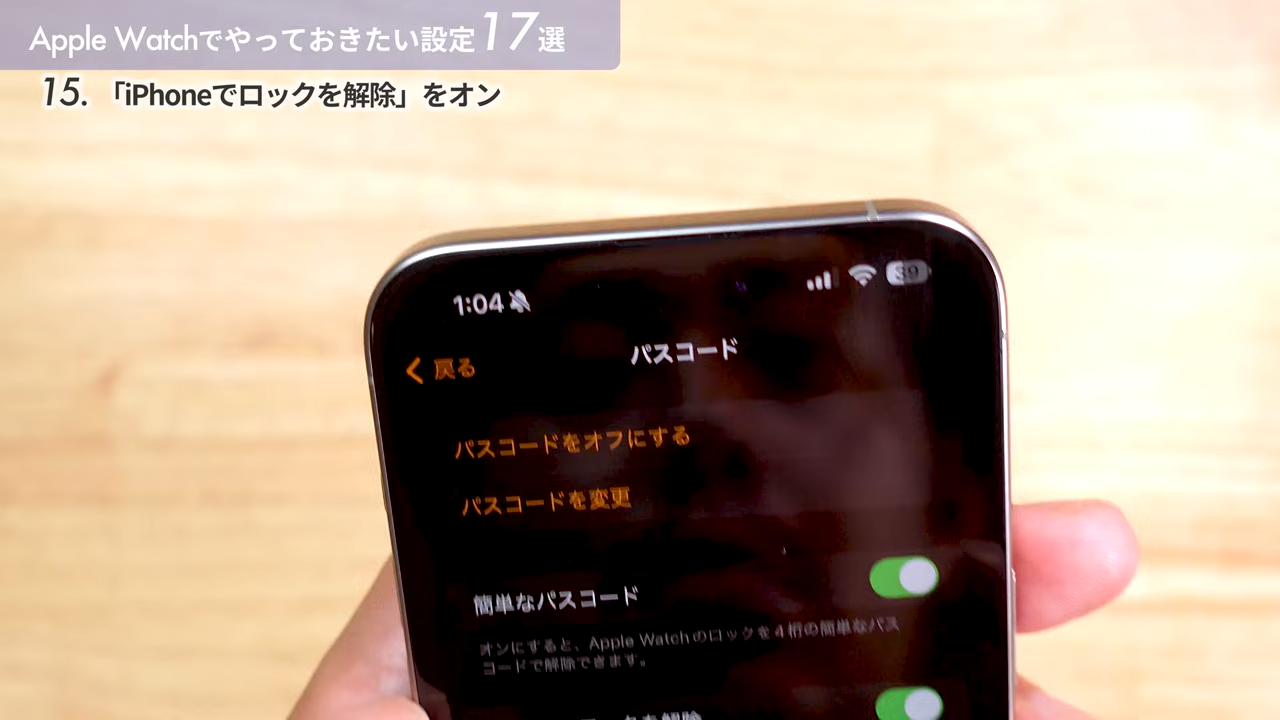 Apple Watchでやっておきたい設定17選
15. 「iPhoneでロックを解除」をオン
1:04
39
パスコード
戻る
パスコードをオフにする
パスコードを変更
簡単なパスコード
オンにすると、Apple Watchのロックを4桁の簡単なパス
コードで解除できます。